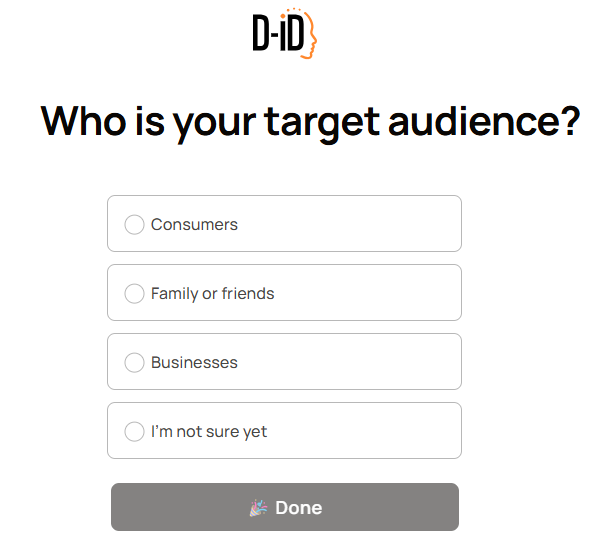 D-iD
Who is your target audience?
Consumers
Family or friends
Businesses
I'm not sure yet
🎉 Done